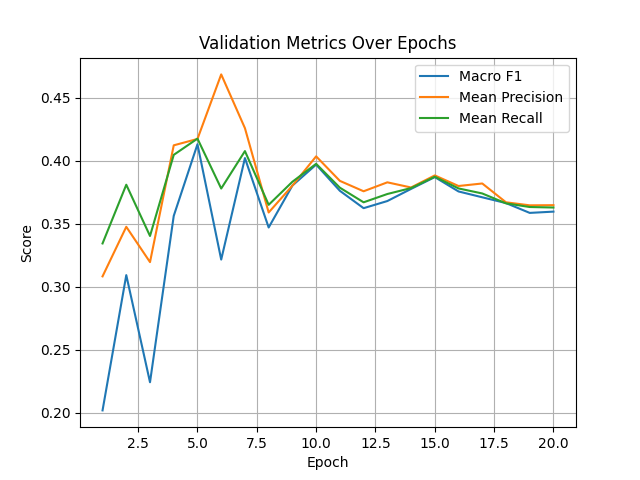 Validation Metrics Over Epochs
Macro F1
Mean Precision
Mean Recall
Score
0.45
0.40
0.35
0.30
0.25
0.20
2.5 5.0 7.5 10.0 12.5 15.0 17.5 20.0
Epoch